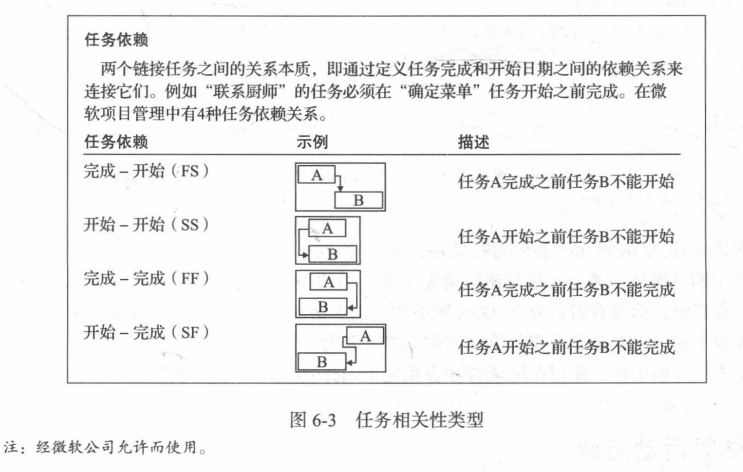 任务依赖
两个链接任务之间的关系本质，即通过定义任务完成和开始日期之间的依赖关系来
连接它们。例如“联系厨师”的任务必须在“确定菜单”任务开始之前完成。在微
软项目管理中有4种任务依赖关系。
任务依赖 示例 描述
完成–开始（FS） A B 任务A完成之前任务B不能开始
开始–开始（SS） A B 任务A开始之前任务B不能开始
完成–完成（FF） A B 任务A完成之前任务B不能完成
开始–完成（SF） A B 任务A开始之前任务B不能完成
图 6-3 任务相关性类型
注：经微软公司允许而使用。